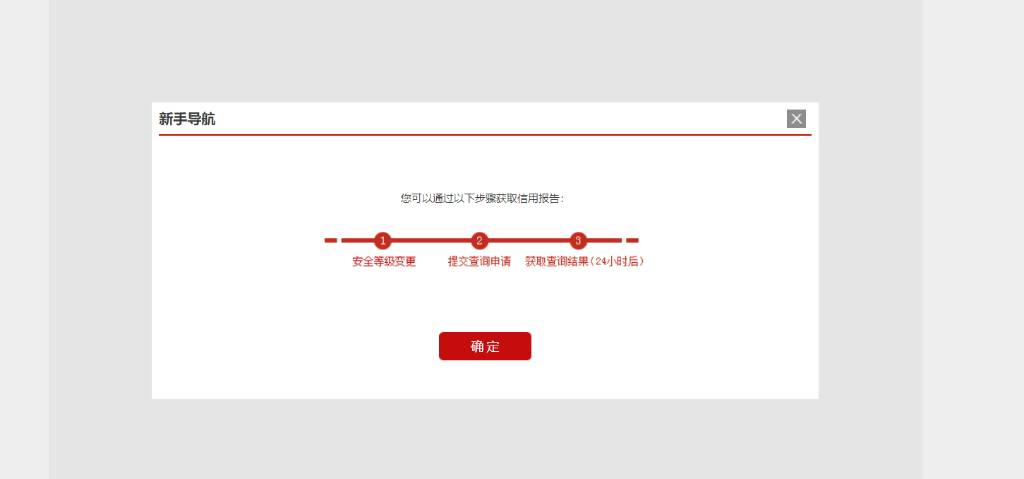 新手导航
您可以通过以下步骤获取信用报告:
1 2 3
安全等级变更 提交查询申请 获取查询结果(24小时后)
确定